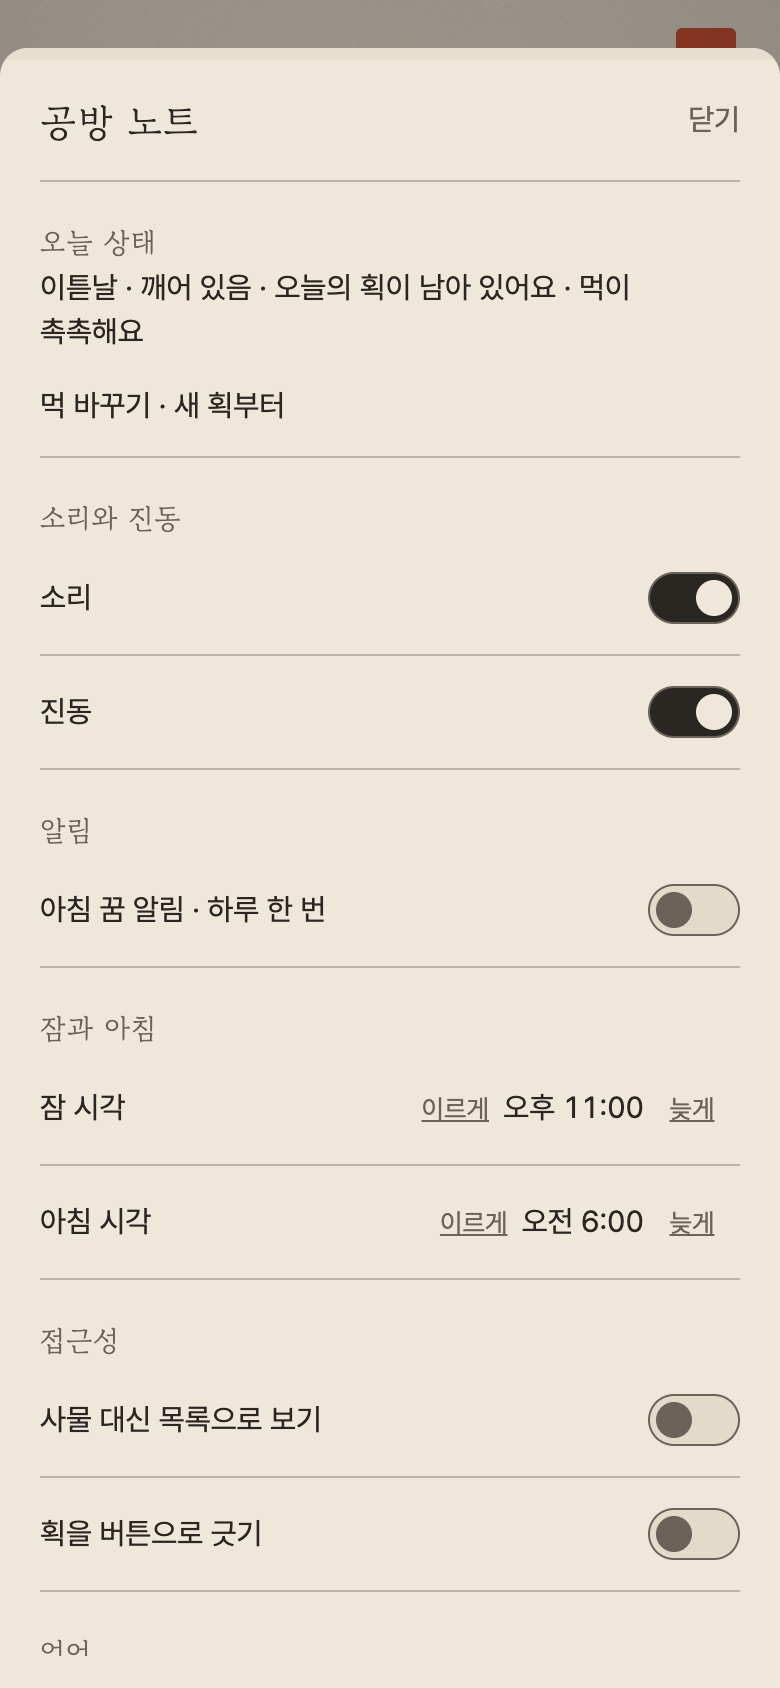 공방 노트
닫기
오늘 상태
이튿날 · 깨어 있음 · 오늘의 획이 남아 있어요 · 먹이
촉촉해요
먹 바꾸기 · 새 획부터
소리와 진동
소리
진동
알림
아침 꿈 알림 · 하루 한 번
잠과 아침
잠 시각 이르게 오후 11:00 늦게
아침 시각 이르게 오전 6:00 늦게
접근성
사물 대신 목록으로 보기
획을 버튼으로 긋기